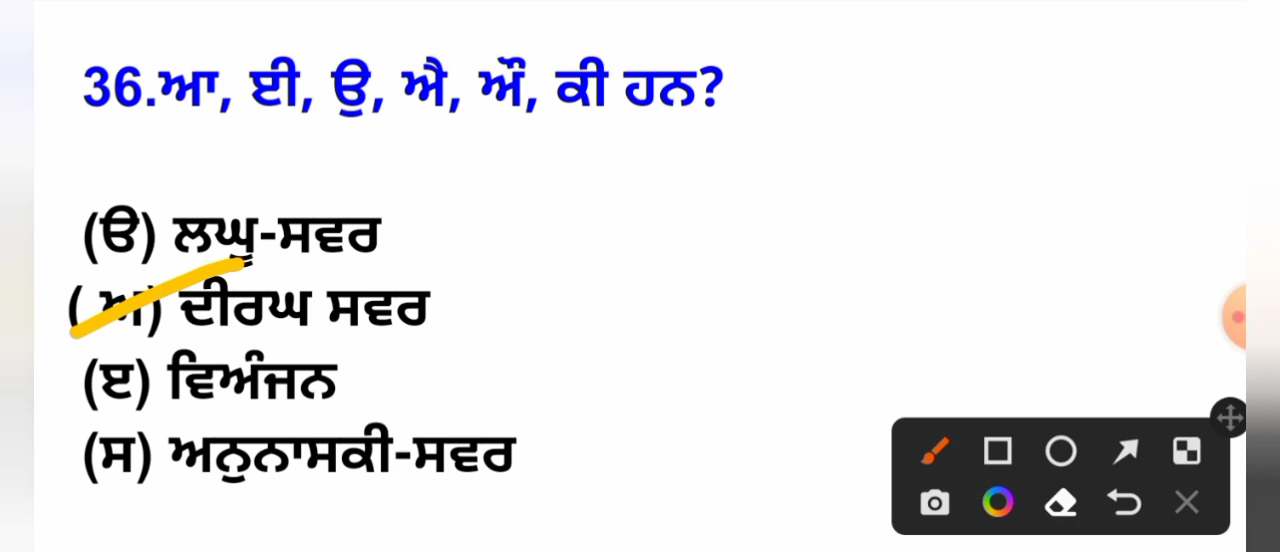 36.ਆ, ਈ, ਉ, ਐ, ਔ, ਕੀ ਹਨ?
(ੳ) ਲਘੂ-ਸਵਰ
( ਅ) ਦੀਰਘ ਸਵਰ
(ੲ) ਵਿਅੰਜਨ
(ਸ) ਅਨੁਨਾਸਕੀ-ਸਵਰ